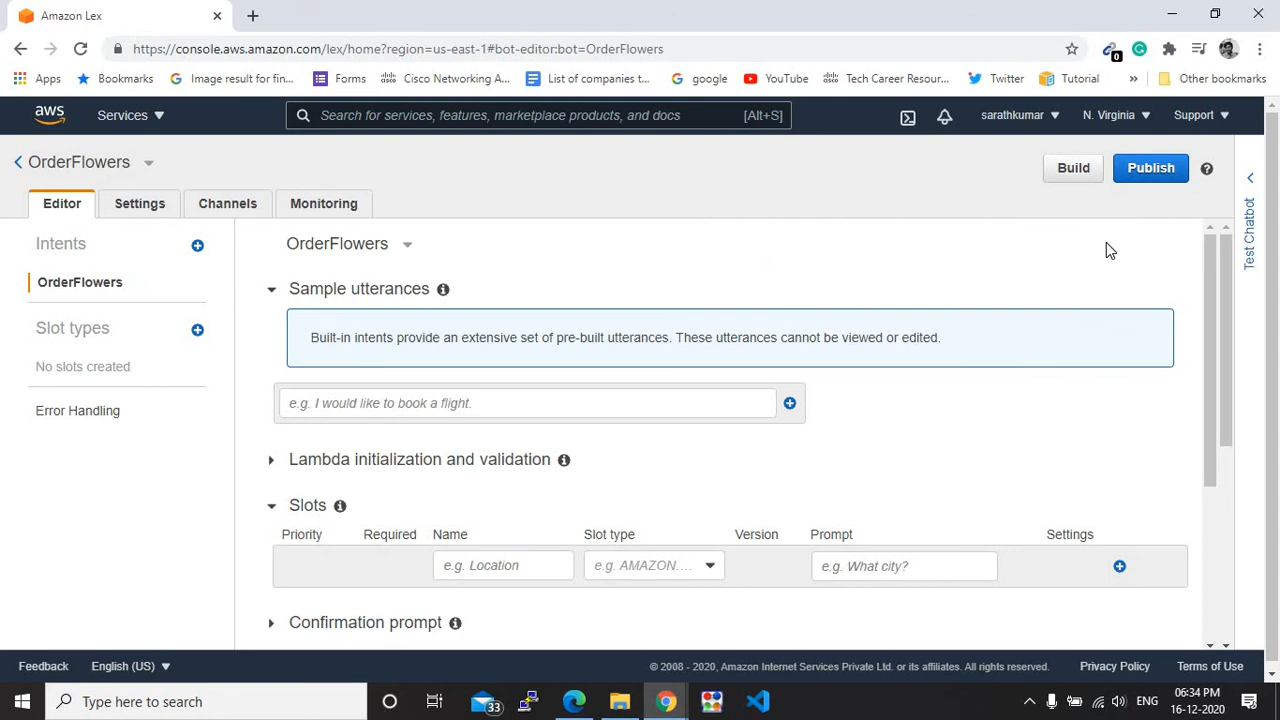 Amazon Lex
https://console.aws.amazon.com/lex/home?region=us-east-1#bot-editor:bot=OrderFlowers
0
Apps Bookmarks Image result for fin... Forms Cisco Networking A... List of companies t... google YouTube Tech Career Resour... Twitter Tutorial » Other bookmarks
aws Services Search for services, features, marketplace products, and docs [Alt+S] sarathkumar N. Virginia Support
OrderFlowers
Build Publish
Editor Settings Channels Monitoring
Test Chatbot
Intents
OrderFlowers
Slot types
No slots created
Error Handling
OrderFlowers
Sample utterances
Built-in intents provide an extensive set of pre-built utterances. These utterances cannot be viewed or edited.
e.g. I would like to book a flight.
Lambda initialization and validation
Slots
Priority Required Name Slot type Version Prompt Settings
e.g. Location e.g. AMAZON.... e.g. What city?
Confirmation prompt
Feedback English (US) © 2008 - 2020, Amazon Internet Services Private Ltd. or its affiliates. All rights reserved. Privacy Policy Terms of Use
Type here to search
33
ENG
06:34 PM
16-12-2020